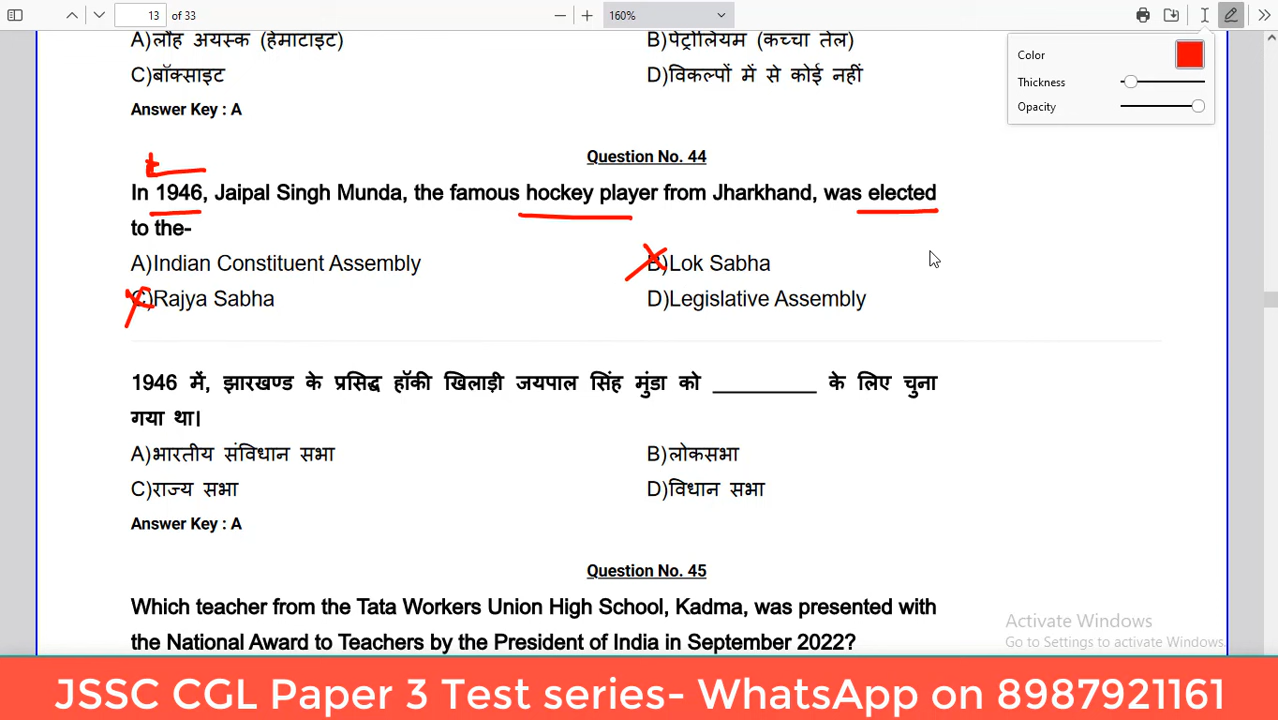 13 of 33
160%
A)लौह अयस्क (हेमाटाइट)
B)पेट्रोलियम (कच्चा तेल)
C)बॉक्साइट
D)विकल्पों में से कोई नहीं
Answer Key : A
Color
Thickness
Opacity
Question No. 44
In 1946, Jaipal Singh Munda, the famous hockey player from Jharkhand, was elected
to the-
A)Indian Constituent Assembly
B)Lok Sabha
C)Rajya Sabha
D)Legislative Assembly
1946 में, झारखण्ड के प्रसिद्ध हॉकी खिलाड़ी जयपाल सिंह मुंडा को _________ के लिए चुना
गया था।
A)भारतीय संविधान सभा
B)लोकसभा
C)राज्य सभा
D)विधान सभा
Answer Key : A
Question No. 45
Which teacher from the Tata Workers Union High School, Kadma, was presented with
the National Award to Teachers by the President of India in September 2022?
Activate Windows
Go to Settings to activate Windows.
JSSC CGL Paper 3 Test series- WhatsApp on 8987921161